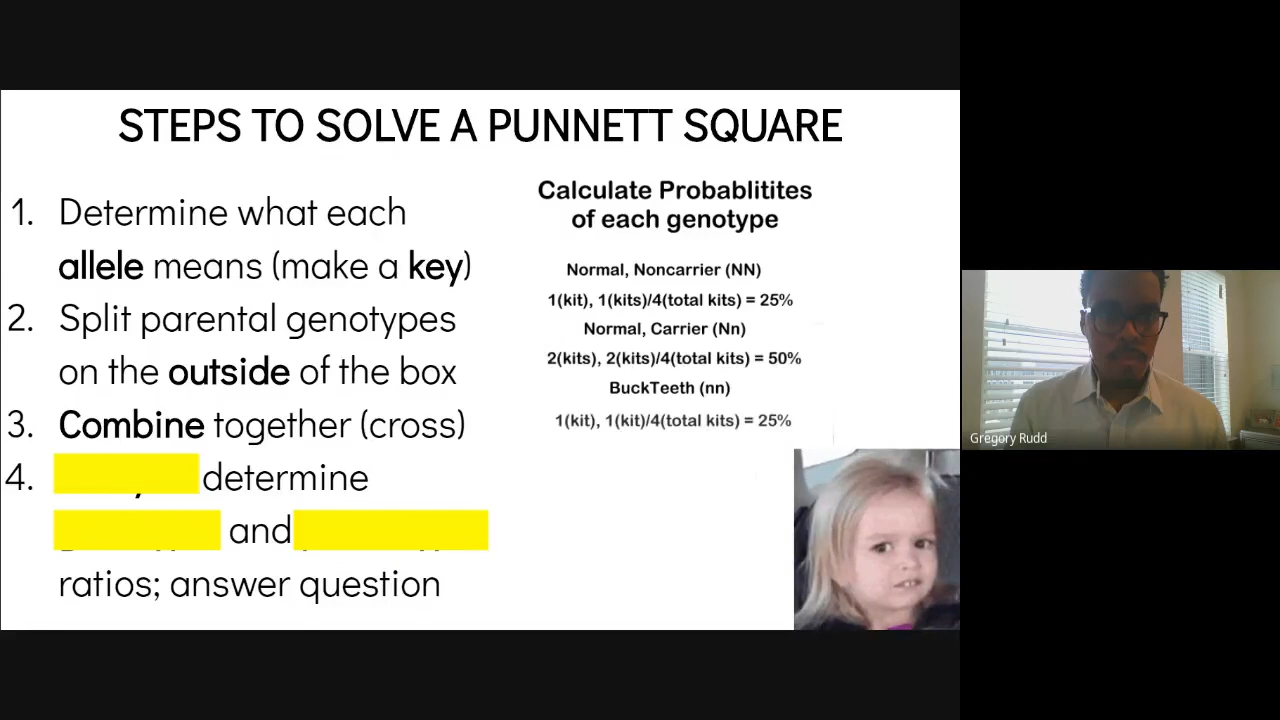 STEPS TO SOLVE A PUNNETT SQUARE
1. Determine what each
allele means (make a key)
2. Split parental genotypes
on the outside of the box
3. Combine together (cross)
4. determine
and
ratios; answer question
Calculate Probablitites
of each genotype
Normal, Noncarrier (NN)
1(kit), 1(kits)/4(total kits) = 25%
Normal, Carrier (Nn)
2(kits), 2(kits)/4(total kits) = 50%
BuckTeeth (nn)
1(kit), 1(kit)/4(total kits) = 25%
Gregory Rudd